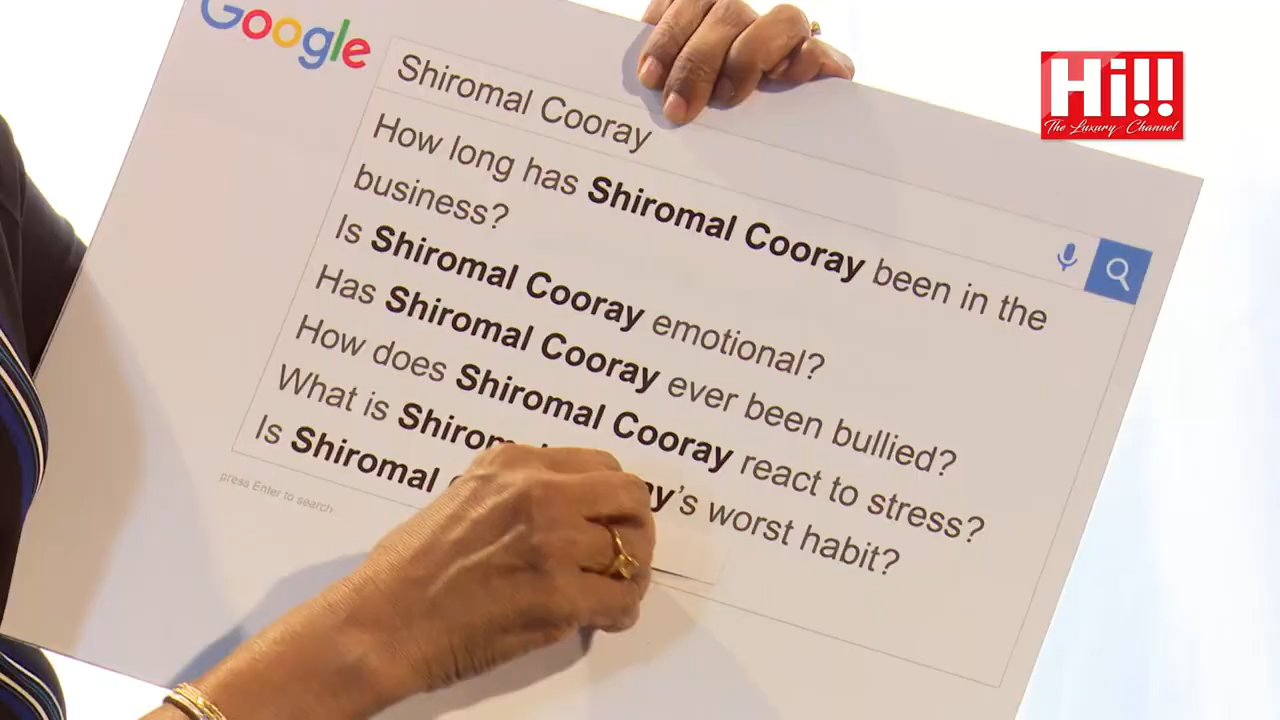 Google
Hi!!
The Luxury Channel
Shiromal Cooray
How long has Shiromal Cooray been in the
business?
Is Shiromal Cooray emotional?
Has Shiromal Cooray ever been bullied?
How does Shiromal Cooray react to stress?
What is Shirom ay's worst habit?
Is Shiromal
press Enter to search